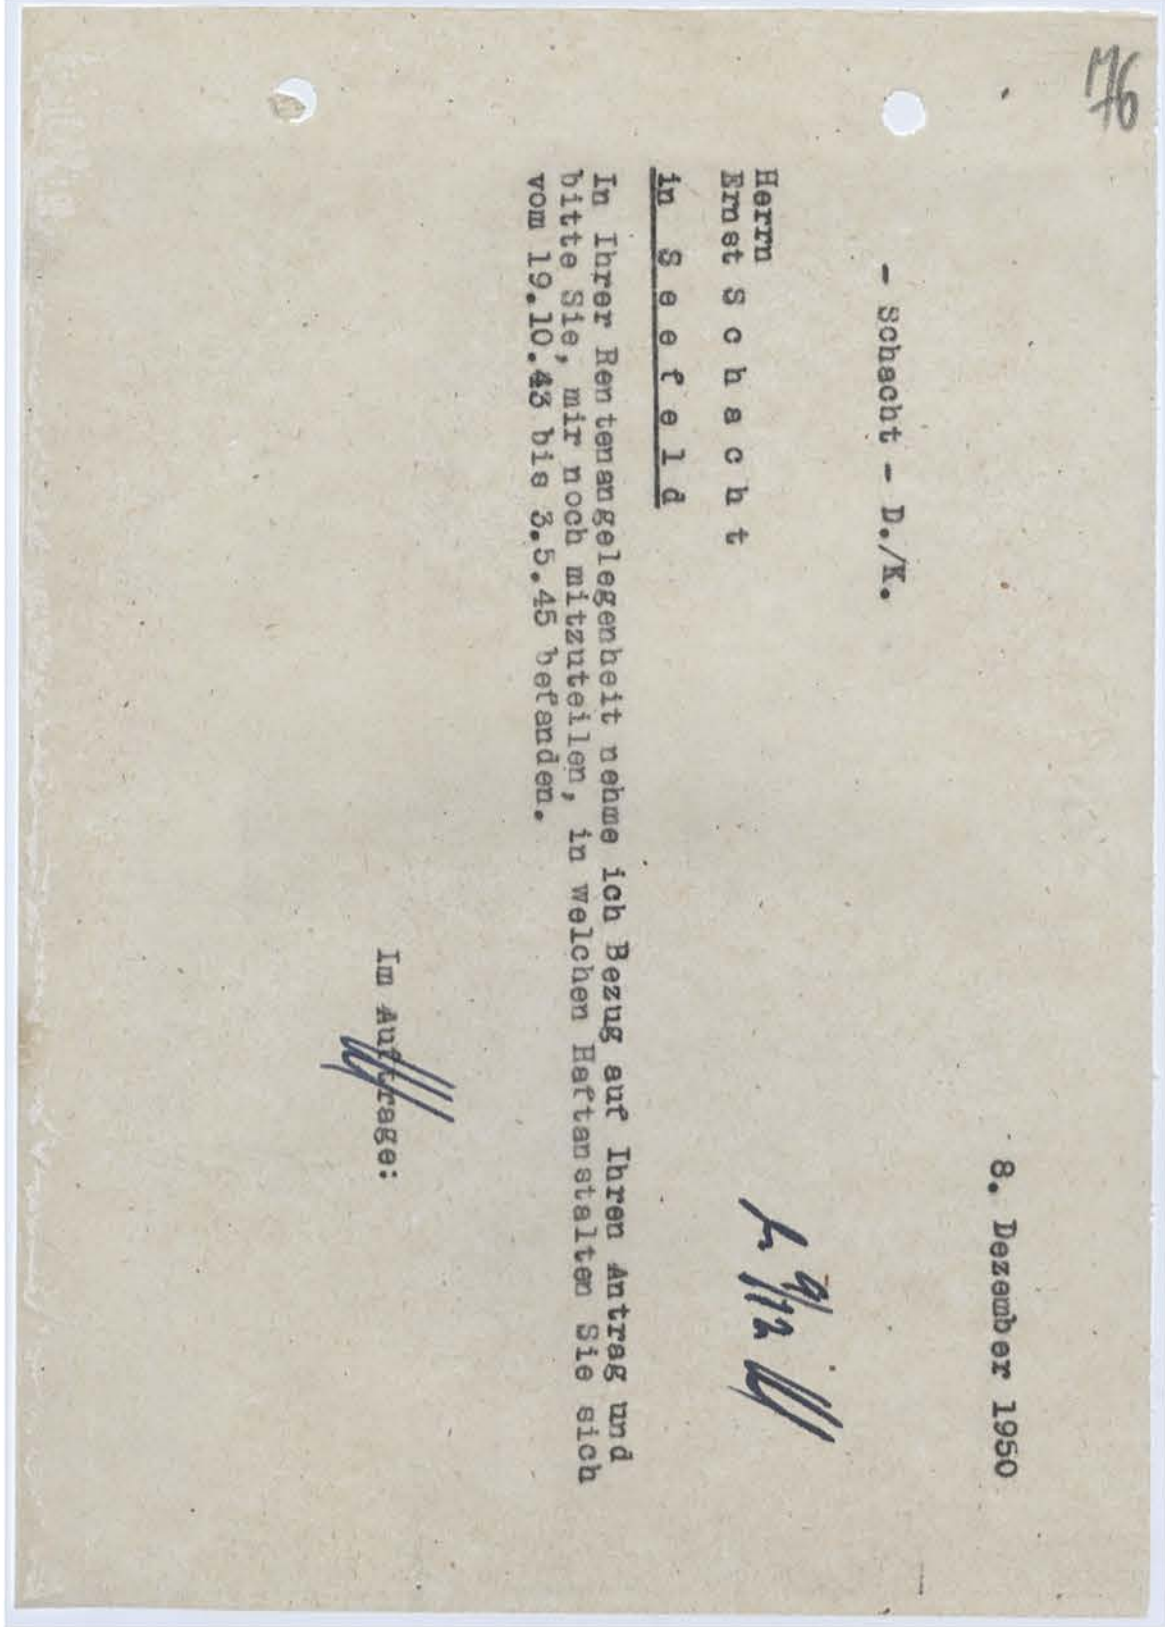 76
8. Dezember 1950
- Schacht - D./K.
Herrn
Ernst S c h a c h t
in S e e f e l d
In Ihrer Rentenangelegenheit nehme ich Bezug auf Ihren Antrag und
bitte Sie, mir noch mitzuteilen, in welchen Haftanstalten Sie sich
vom 19.10.43 bis 3.5.45 befanden.
Im Auftrage: